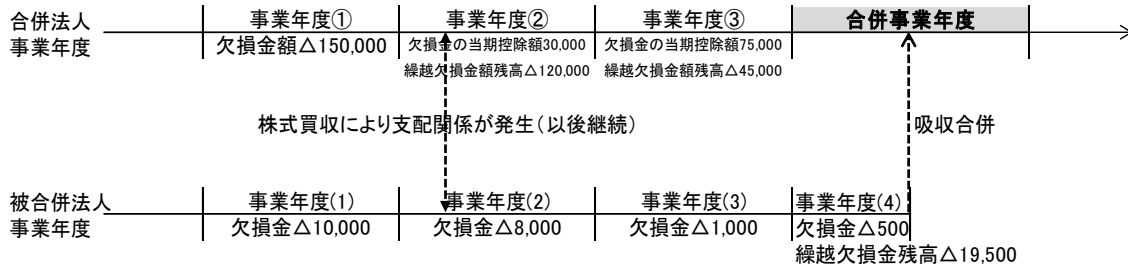 合併法人
事業年度
事業年度① 事業年度② 事業年度③ 合併事業年度
欠損金額△150,000 欠損金の当期控除額30,000 欠損金の当期控除額75,000
繰越欠損金額残高△120,000 繰越欠損金額残高△45,000
株式買収により支配関係が発生(以後継続) 吸収合併
被合併法人
事業年度
事業年度(1) 事業年度(2) 事業年度(3) 事業年度(4)
欠損金△10,000 欠損金△8,000 欠損金△1,000 欠損金△500
繰越欠損金残高△19,500